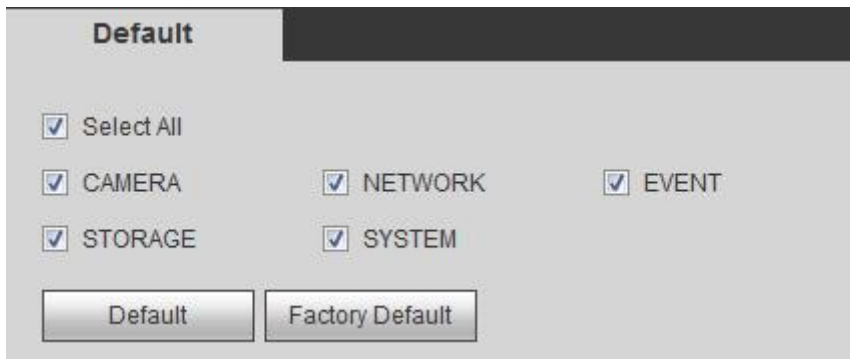 Default
Select All
CAMERA NETWORK EVENT
STORAGE SYSTEM
Default Factory Default